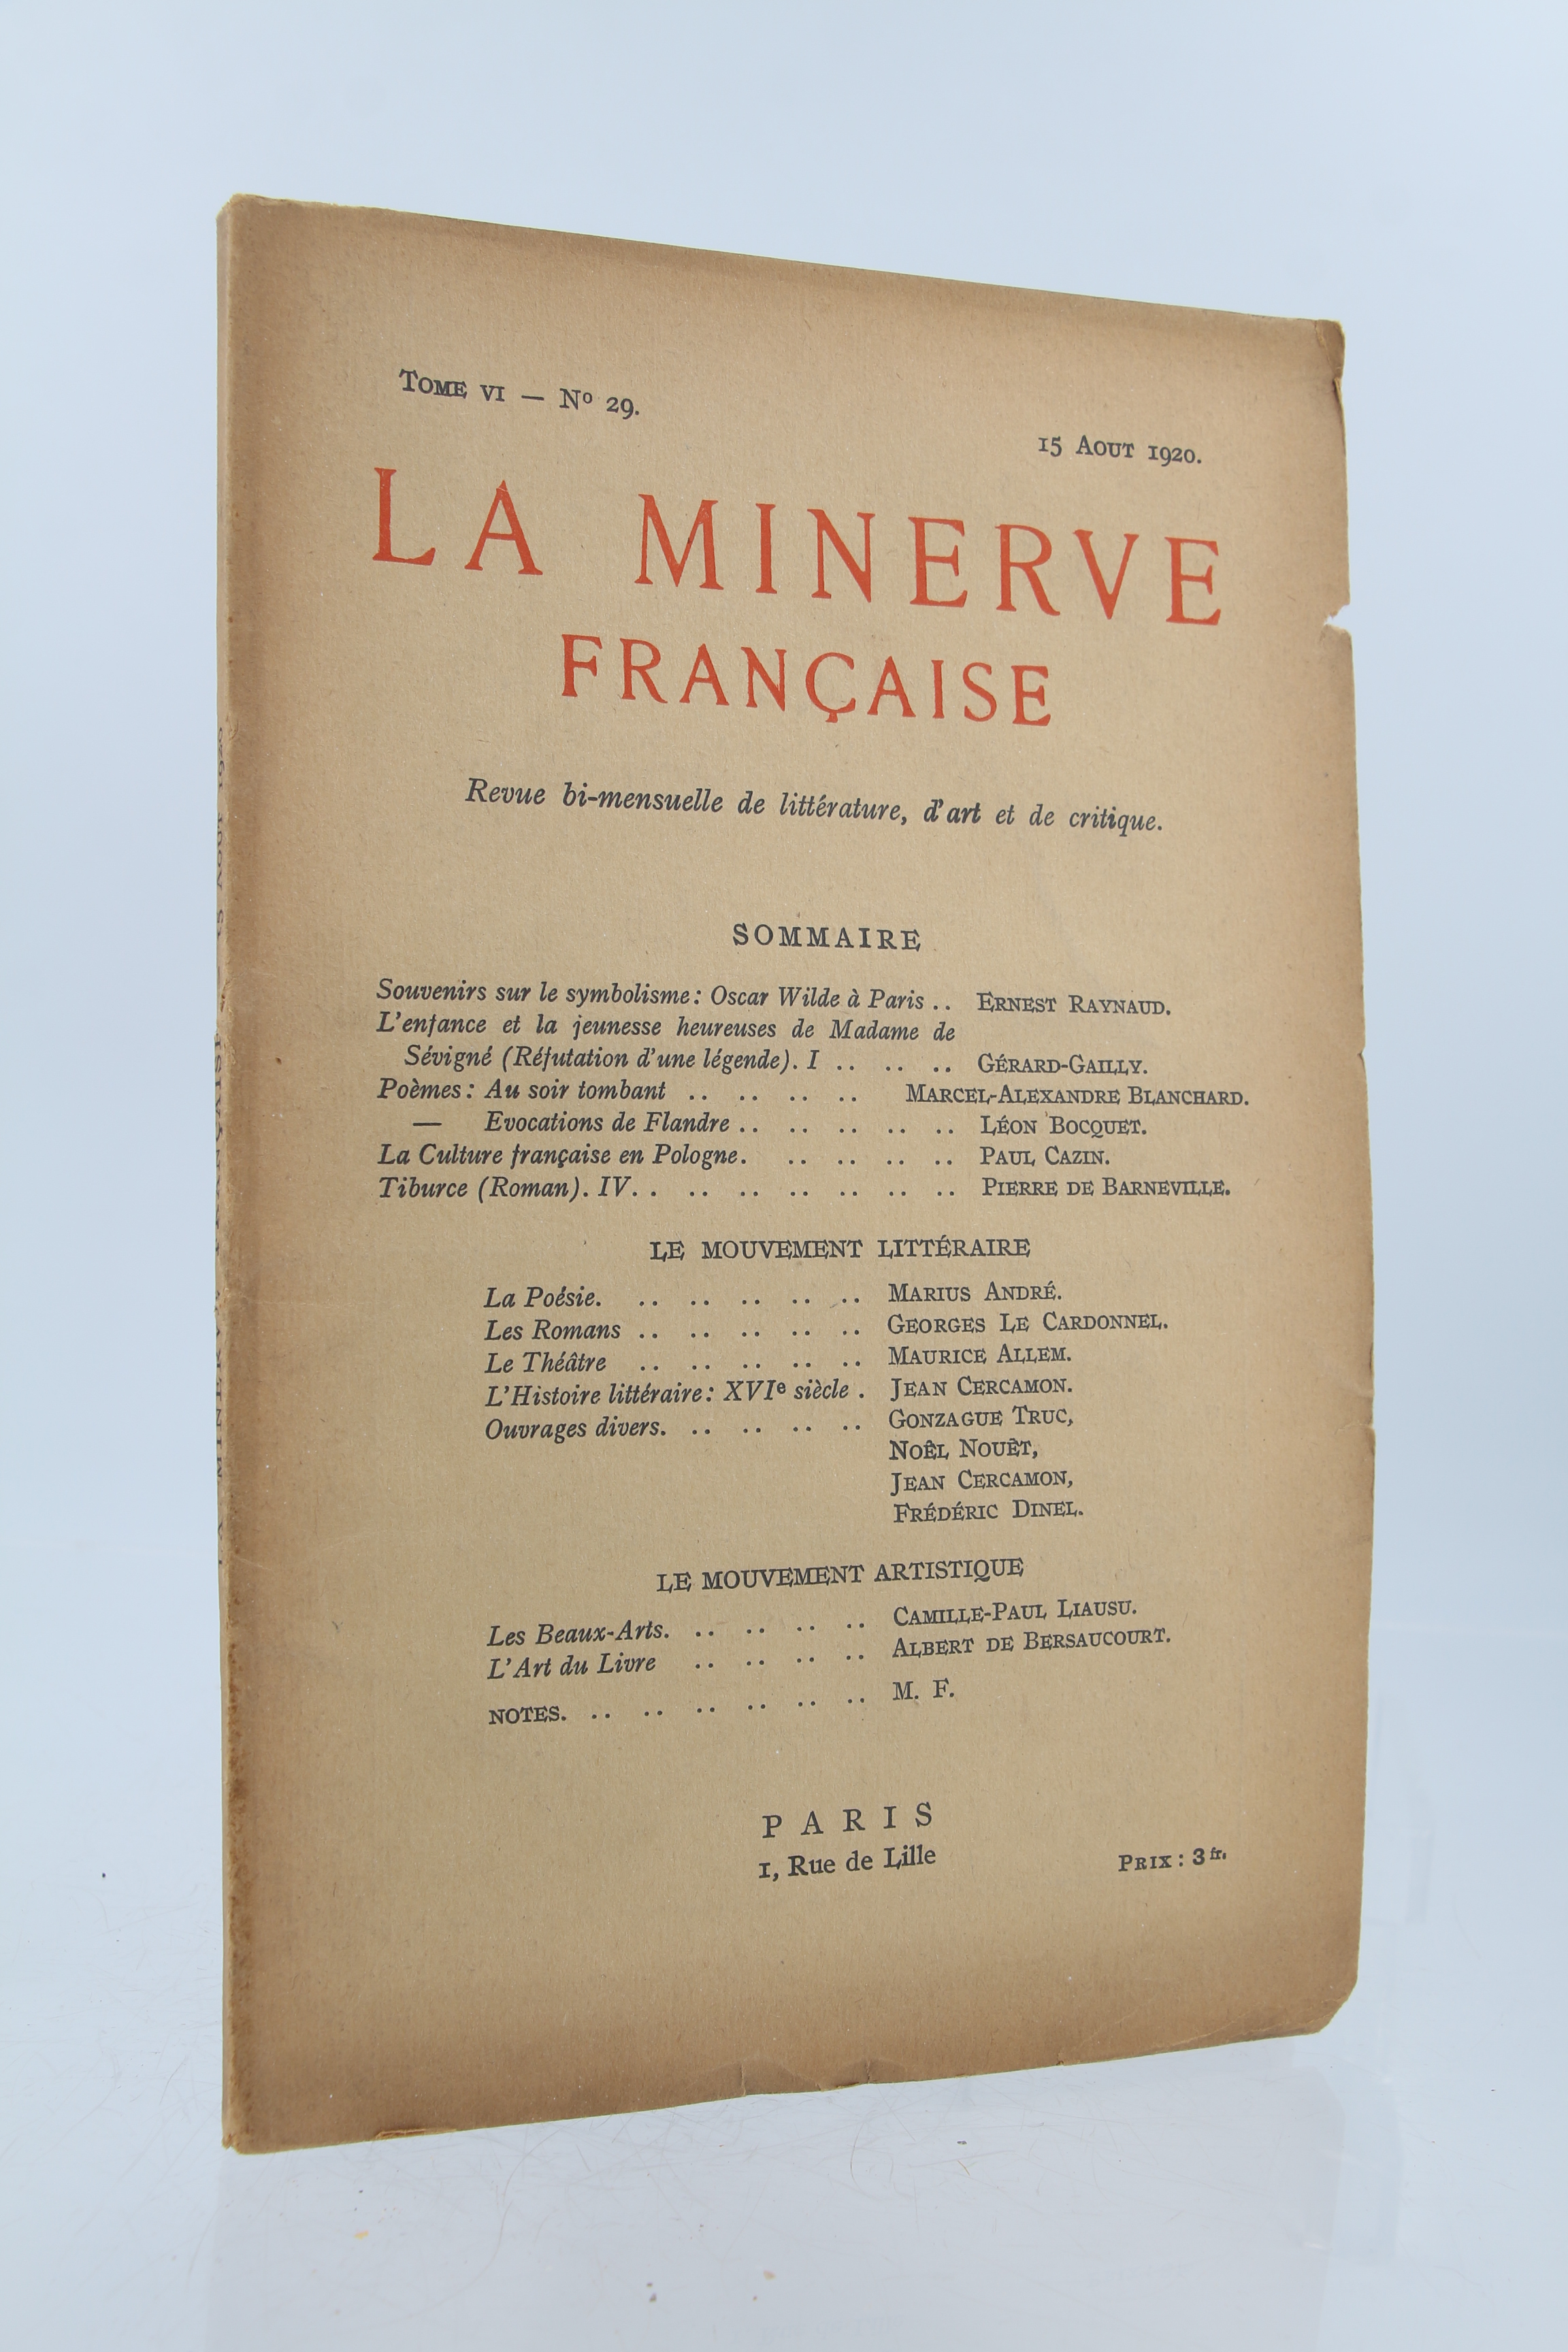 TOME VI — Nº 29.
15 AOUT 1920.
LA MINERVE
FRANÇAISE
Revue bi-mensuelle de littérature, d'art et de critique.
SOMMAIRE
Souvenirs sur le symbolisme: Oscar Wilde à Paris .. ERNEST RAYNAUD.
L'enfance et la jeunesse heureuses de Madame de
Sévigné (Réfutation d'une légende). I .. .. .. GÉRARD-GAILLY.
Poèmes: Au soir tombant .. .. .. .. MARCEL-ALEXANDRE BLANCHARD.
— Evocations de Flandre .. .. .. .. .. LÉON BOCQUET.
La Culture française en Pologne. .. .. .. .. PAUL CAZIN.
Tiburce (Roman). IV. . .. .. .. .. .. .. PIERRE DE BARNEVILLE.
LE MOUVEMENT LITTÉRAIRE
La Poésie. .. .. .. .. .. MARIUS ANDRÉ.
Les Romans .. .. .. .. .. GEORGES LE CARDONNEL.
Le Théâtre .. .. .. .. .. MAURICE ALLEM.
L'Histoire littéraire: XVIe siècle . JEAN CERCAMON.
Ouvrages divers. .. .. .. .. GONZAGUE TRUC,
NOËL NOUËT,
JEAN CERCAMON,
FRÉDÉRIC DINEL.
LE MOUVEMENT ARTISTIQUE
Les Beaux-Arts. .. .. .. .. CAMILLE-PAUL LIAUSU.
L'Art du Livre .. .. .. .. ALBERT DE BERSAUCOURT.
NOTES. .. .. .. .. .. .. M. F.
PARIS
1, Rue de Lille
PRIX: 3 fr.